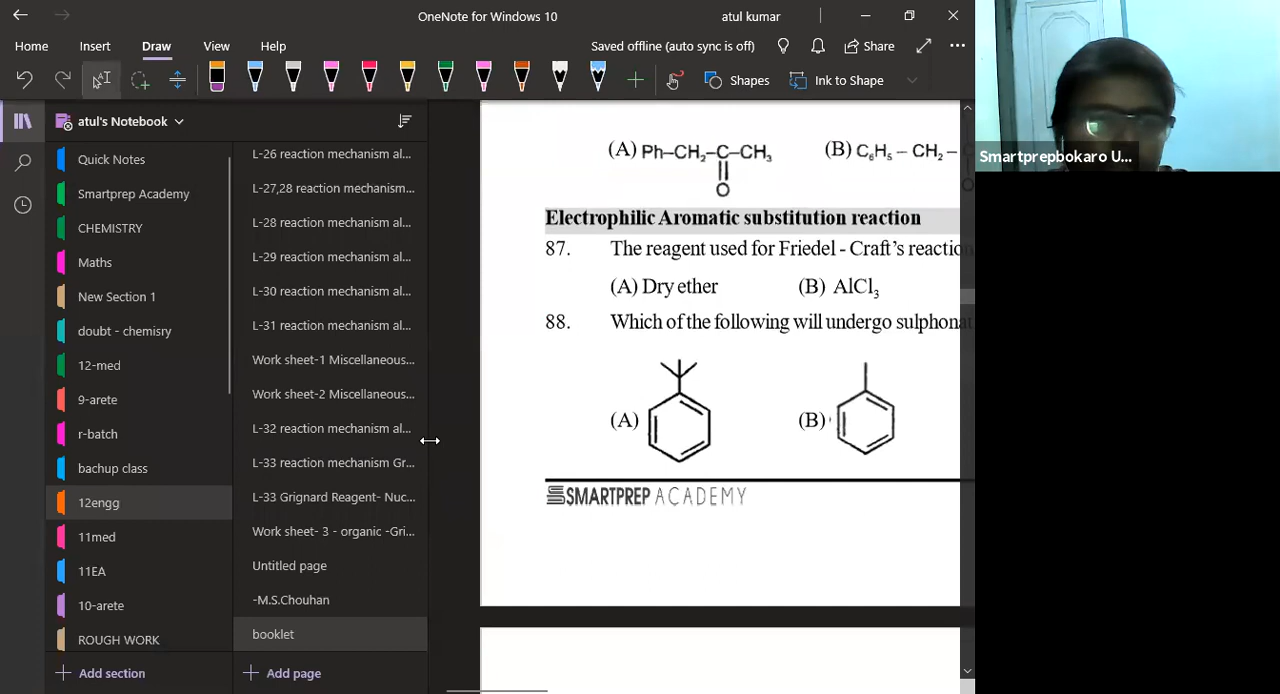 OneNote for Windows 10
atul kumar
Home Insert Draw View Help
Saved offline (auto sync is off)
Share
Shapes
Ink to Shape
atul's Notebook
Quick Notes
Smartprep Academy
CHEMISTRY
Maths
New Section 1
doubt - chemisry
12-med
9-arete
r-batch
bachup class
12engg
11med
11EA
10-arete
ROUGH WORK
Add section
L-26 reaction mechanism al...
L-27,28 reaction mechanism...
L-28 reaction mechanism al...
L-29 reaction mechanism al...
L-30 reaction mechanism al...
L-31 reaction mechanism al...
Work sheet-1 Miscellaneous...
Work sheet-2 Miscellaneous...
L-32 reaction mechanism al...
L-33 reaction mechanism Gr...
L-33 Grignard Reagent- Nuc...
Work sheet- 3 - organic -Gri...
Untitled page
-M.S.Chouhan
booklet
Add page
(A) Ph–CH₂–C–CH₃ (B) C₆H₅ – CH₂ –
O
Electrophilic Aromatic substitution reaction
87. The reagent used for Friedel - Craft's reaction
(A) Dry ether (B) AlCl₃
88. Which of the following will undergo sulphona
(A) (B)
SMARTPREP ACADEMY
Smartprepbokaro U...